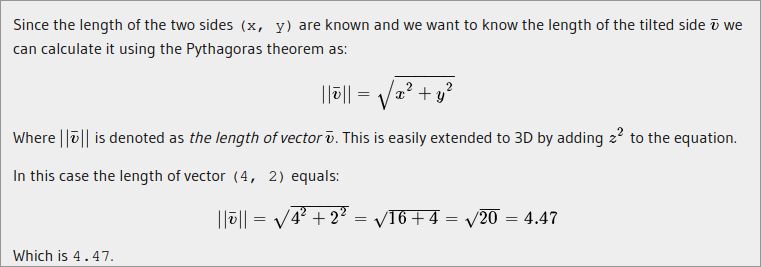 Since the length of the two sides (x, y) are known and we want to know the length of the tilted side v̄ we
can calculate it using the Pythagoras theorem as:
||v̄|| = √(x² + y²)
Where ||v̄|| is denoted as the length of vector v̄. This is easily extended to 3D by adding z² to the equation.
In this case the length of vector (4, 2) equals:
||v̄|| = √(4² + 2²) = √(16 + 4) = √20 = 4.47
Which is 4.47.